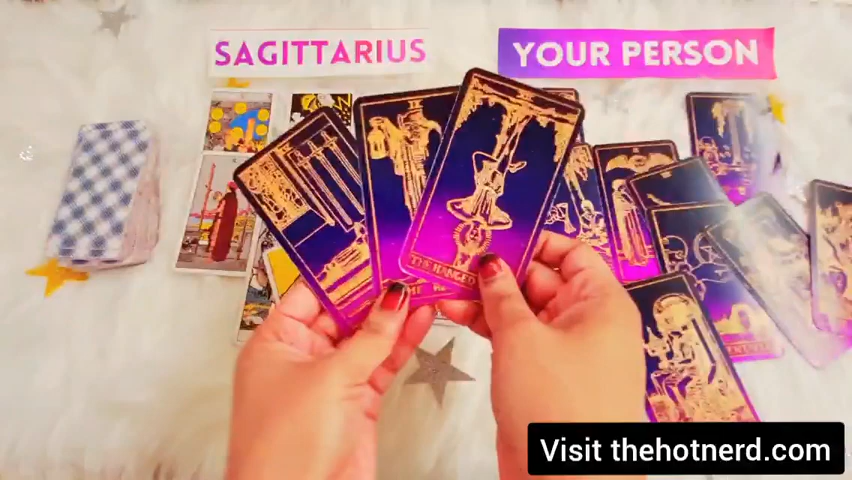 SAGITTARIUS
YOUR PERSON
THE HANGED
Visit thehotnerd.com